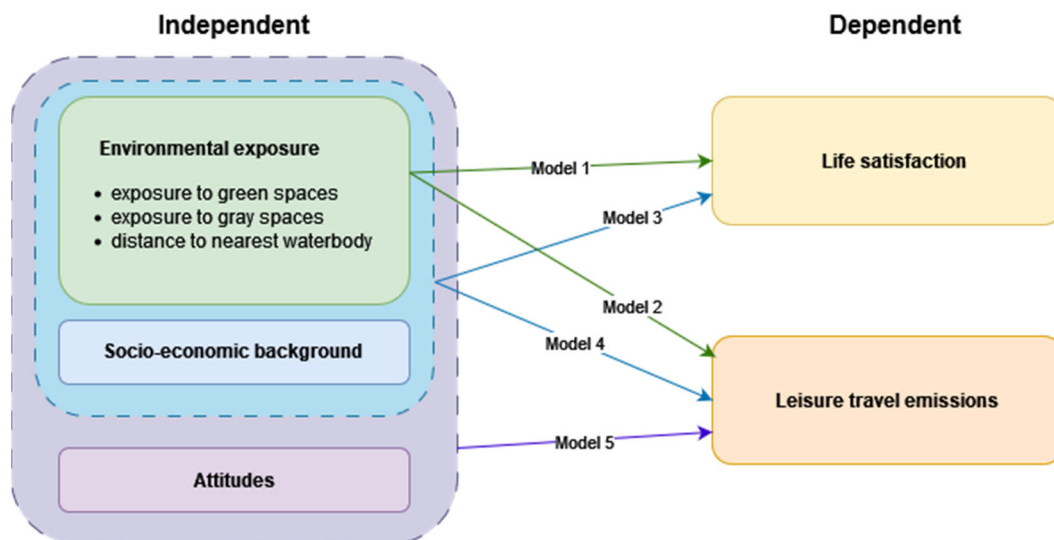 Independent
Dependent
Environmental exposure
• exposure to green spaces
• exposure to gray spaces
• distance to nearest waterbody
Socio-economic background
Attitudes
Model 1
Model 3
Model 2
Model 4
Model 5
Life satisfaction
Leisure travel emissions